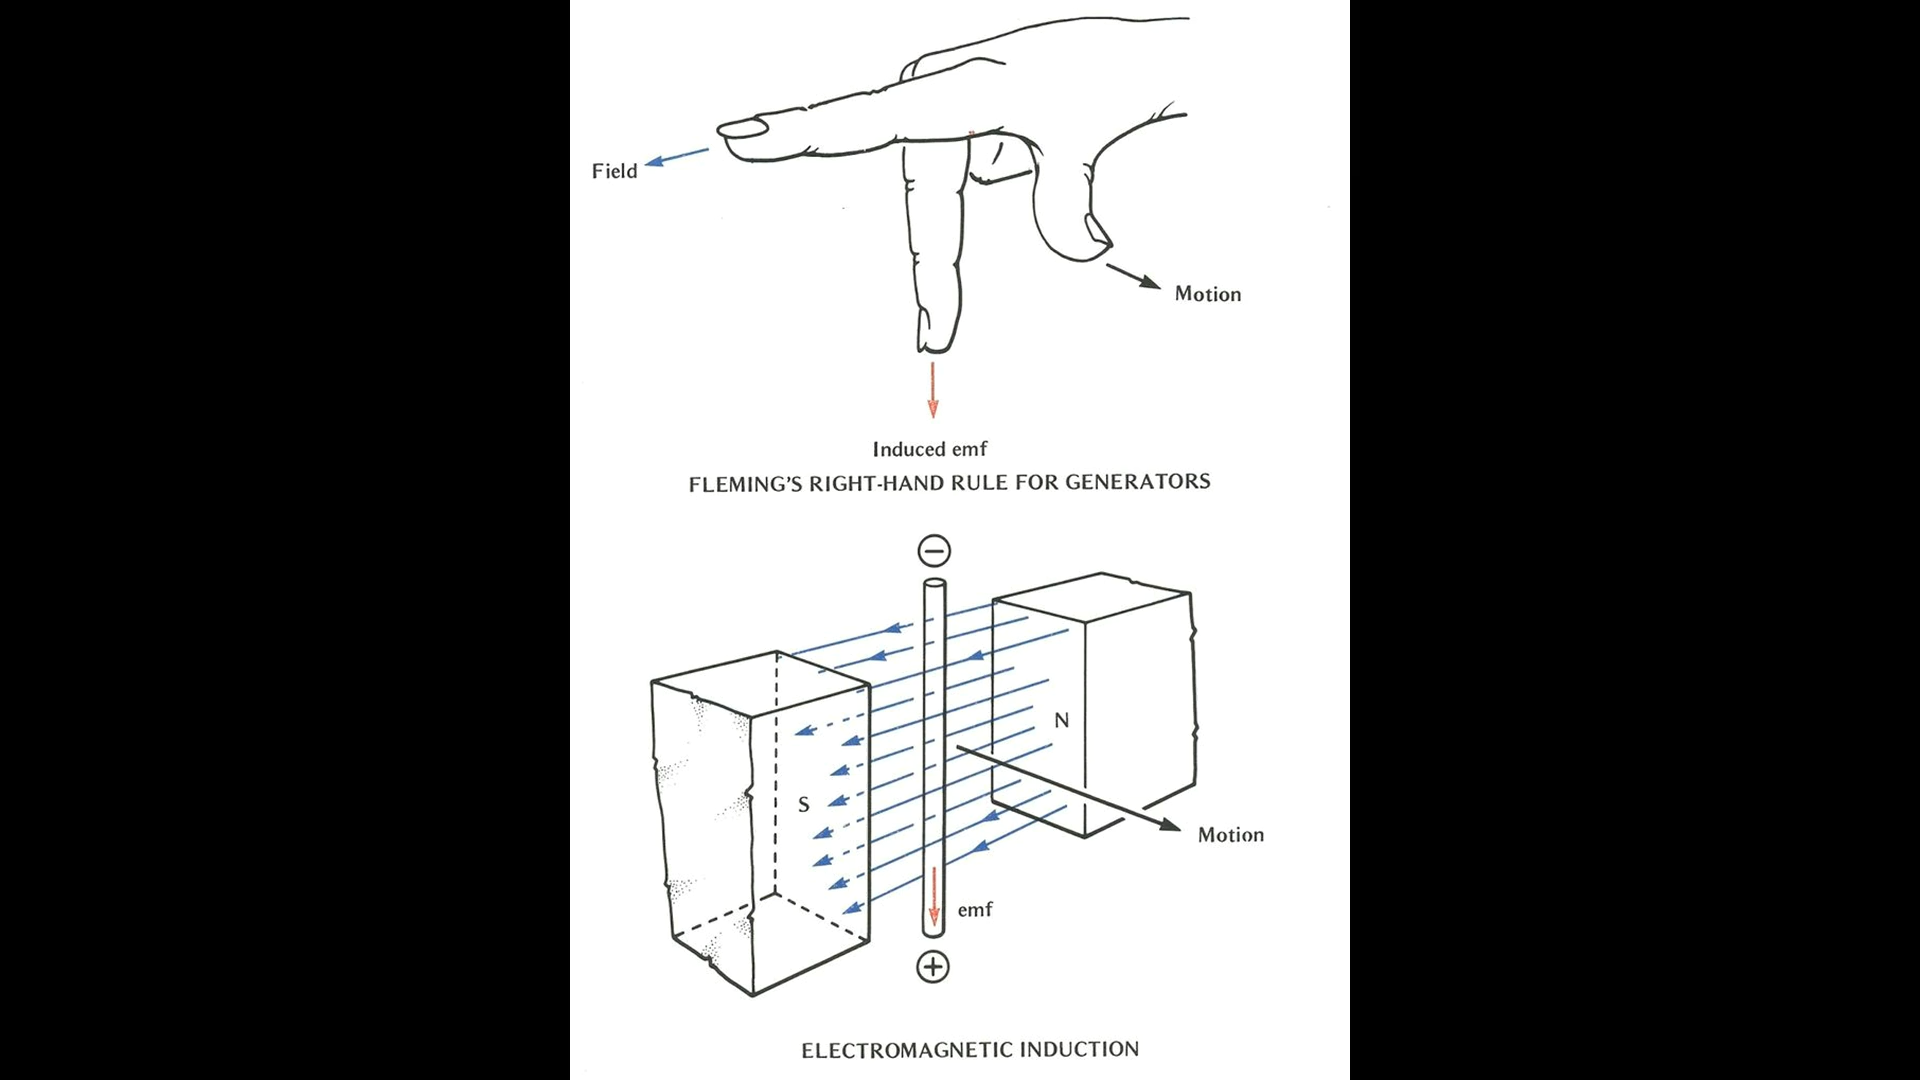 Field
Motion
Induced emf
FLEMING'S RIGHT-HAND RULE FOR GENERATORS
−
N
S
Motion
emf
+
ELECTROMAGNETIC INDUCTION